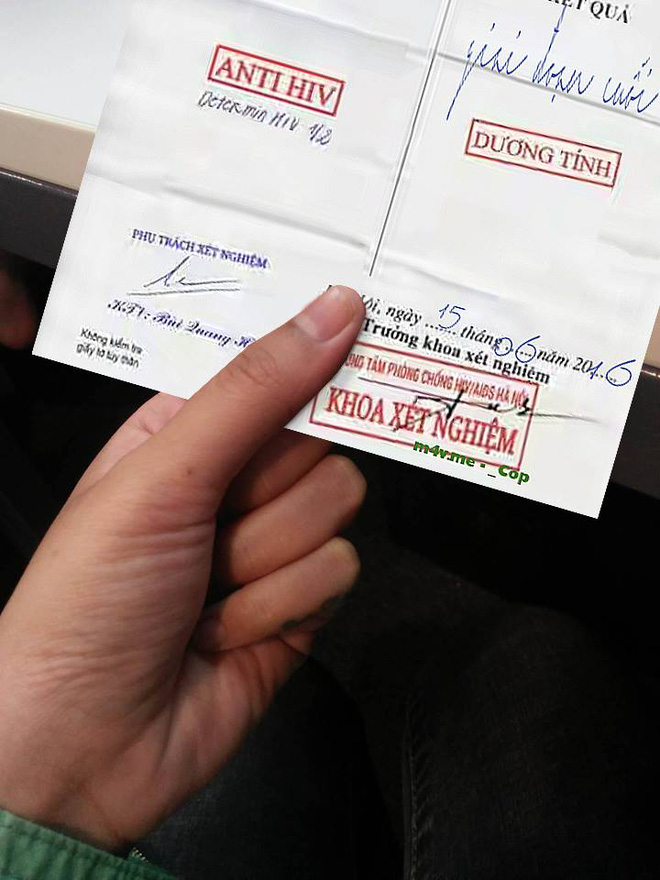 KẾT QUẢ
giai đoạn cuối
ANTI HIV
Determin HIV 1/2
DƯƠNG TÍNH
PHỤ TRÁCH XÉT NGHIỆM
KTV: Bùi Quang
Không kiểm tra
giấy tờ tùy thân
ngày 15 tháng 06 năm 2016
Trưởng khoa xét nghiệm
TÂM PHÒNG CHỐNG HIV/AIDS HÀ NỘI
KHOA XÉT NGHIỆM
m4v.me - _Cop